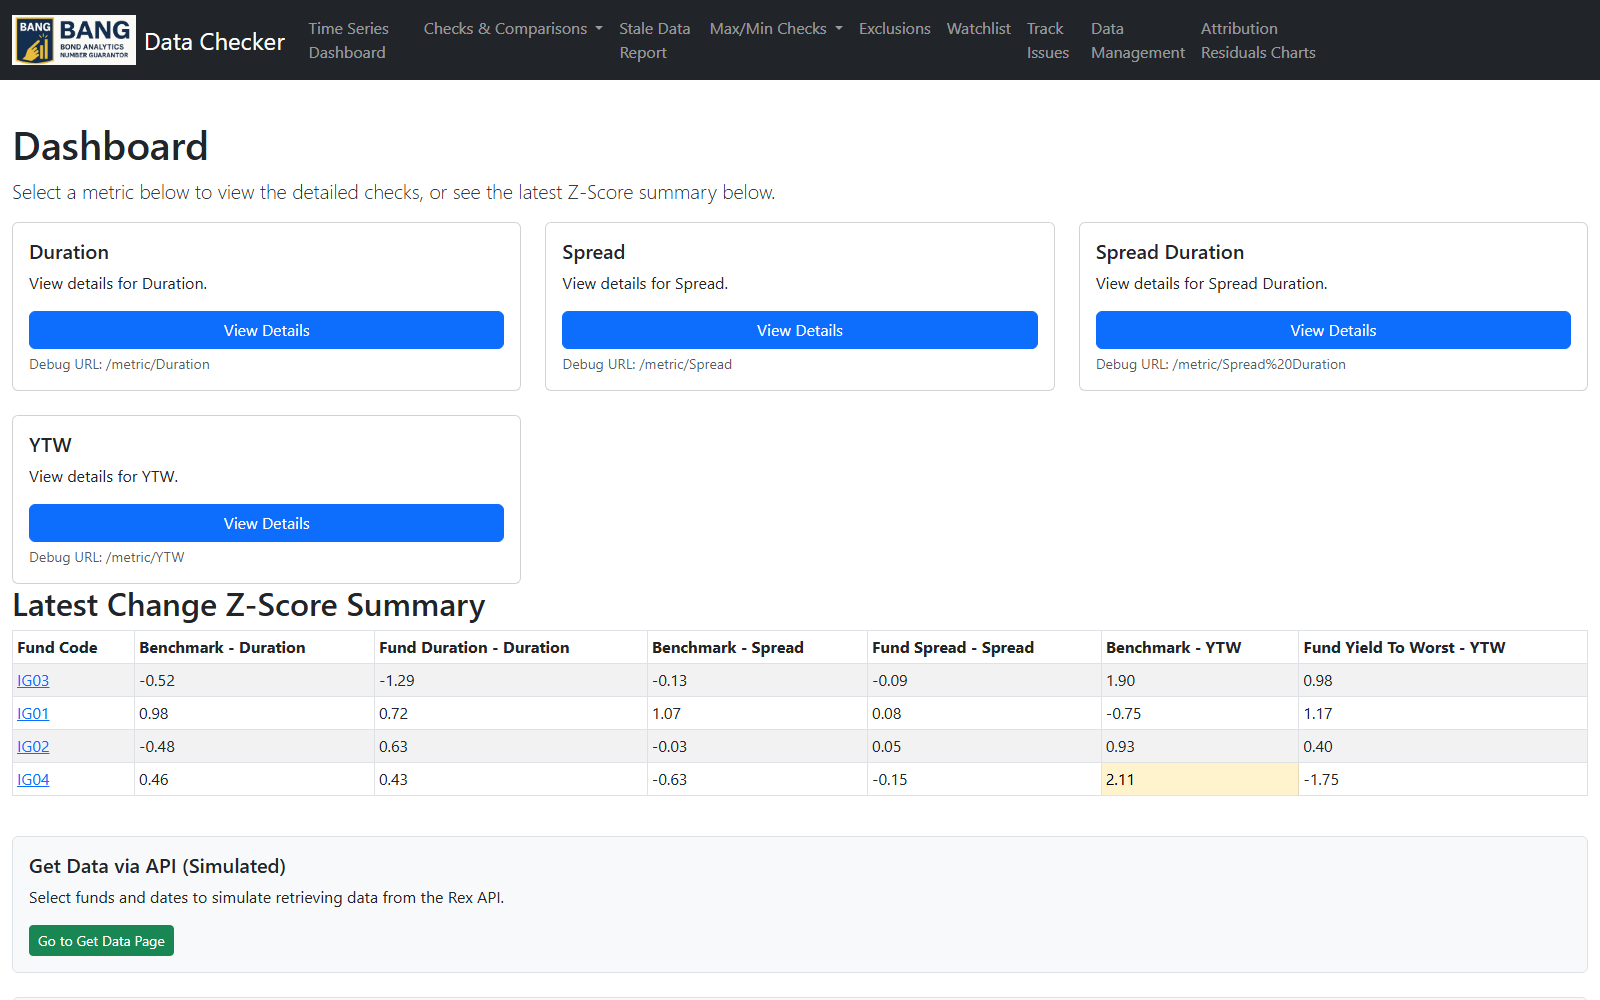 BANG
BANG
BOND ANALYTICS
NUMBER GUARANTOR
Data Checker
Time Series Dashboard
Checks & Comparisons
Stale Data Report
Max/Min Checks
Exclusions
Watchlist
Track Issues
Data Management
Attribution Residuals Charts
Dashboard
Select a metric below to view the detailed checks, or see the latest Z-Score summary below.
Duration
View details for Duration.
View Details
Debug URL: /metric/Duration
Spread
View details for Spread.
View Details
Debug URL: /metric/Spread
Spread Duration
View details for Spread Duration.
View Details
Debug URL: /metric/Spread%20Duration
YTW
View details for YTW.
View Details
Debug URL: /metric/YTW
Latest Change Z-Score Summary
Fund Code Benchmark - Duration Fund Duration - Duration Benchmark - Spread Fund Spread - Spread Benchmark - YTW Fund Yield To Worst - YTW
IG03 -0.52 -1.29 -0.13 -0.09 1.90 0.98
IG01 0.98 0.72 1.07 0.08 -0.75 1.17
IG02 -0.48 0.63 -0.03 0.05 0.93 0.40
IG04 0.46 0.43 -0.63 -0.15 2.11 -1.75
Get Data via API (Simulated)
Select funds and dates to simulate retrieving data from the Rex API.
Go to Get Data Page